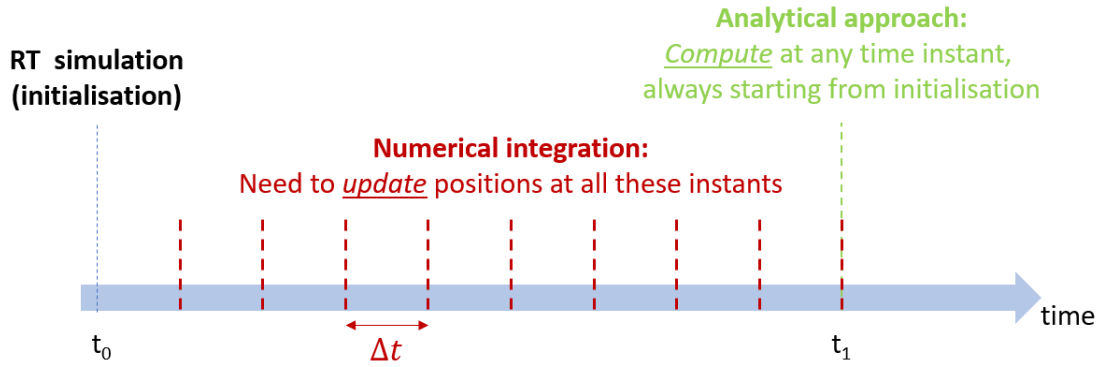 Analytical approach:
Compute at any time instant,
always starting from initialisation
RT simulation
(initialisation)
Numerical integration:
Need to update positions at all these instants
time
Δt
t₀
t₁